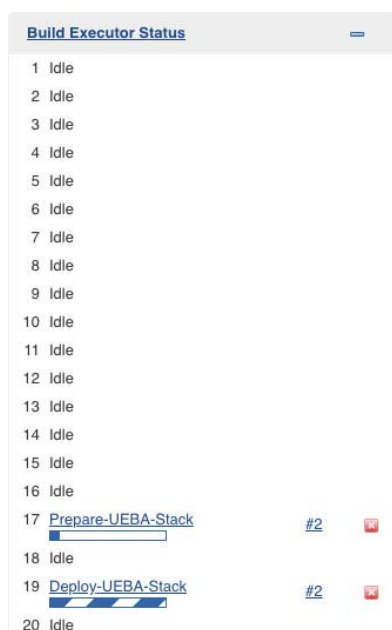 Build Executor Status
1 Idle
2 Idle
3 Idle
4 Idle
5 Idle
6 Idle
7 Idle
8 Idle
9 Idle
10 Idle
11 Idle
12 Idle
13 Idle
14 Idle
15 Idle
16 Idle
17 Prepare-UEBA-Stack #2
18 Idle
19 Deploy-UEBA-Stack #2
20 Idle